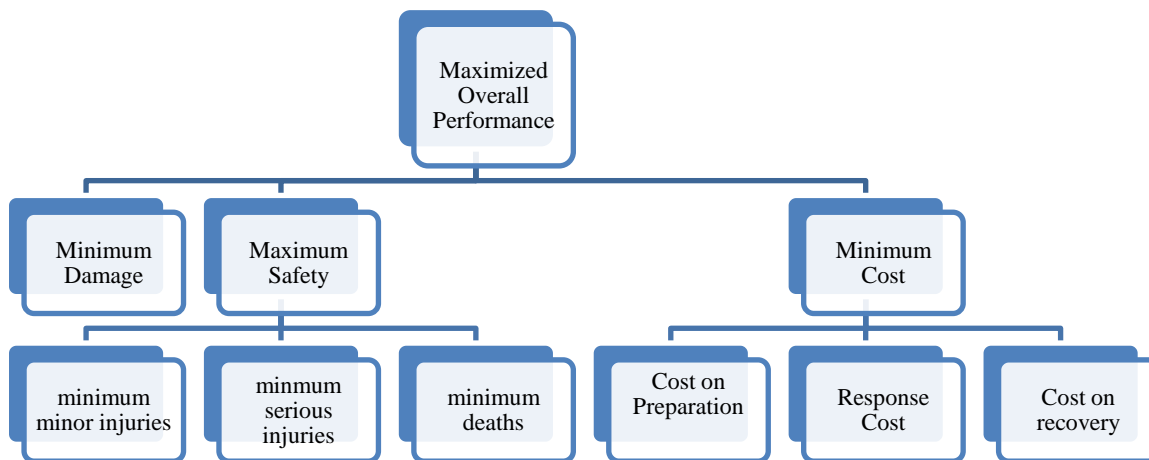 Maximized
Overall
Performance
Minimum
Damage
Maximum
Safety
Minimum
Cost
minimum
minor injuries
minmum
serious
injuries
minimum
deaths
Cost on
Preparation
Response
Cost
Cost on
recovery